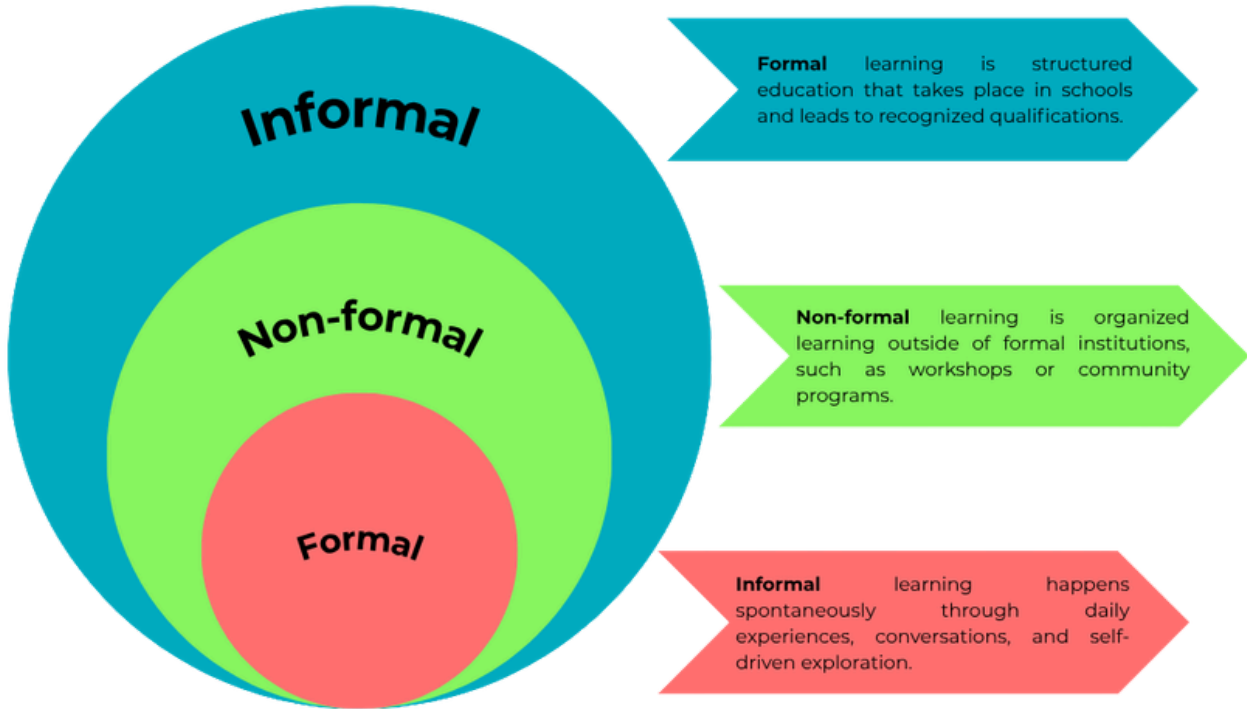 Informal
Non-formal
Formal
Formal learning is structured
education that takes place in schools
and leads to recognized qualifications.
Non-formal learning is organized
learning outside of formal institutions,
such as workshops or community
programs.
Informal learning happens
spontaneously through daily
experiences, conversations, and self-
driven exploration.